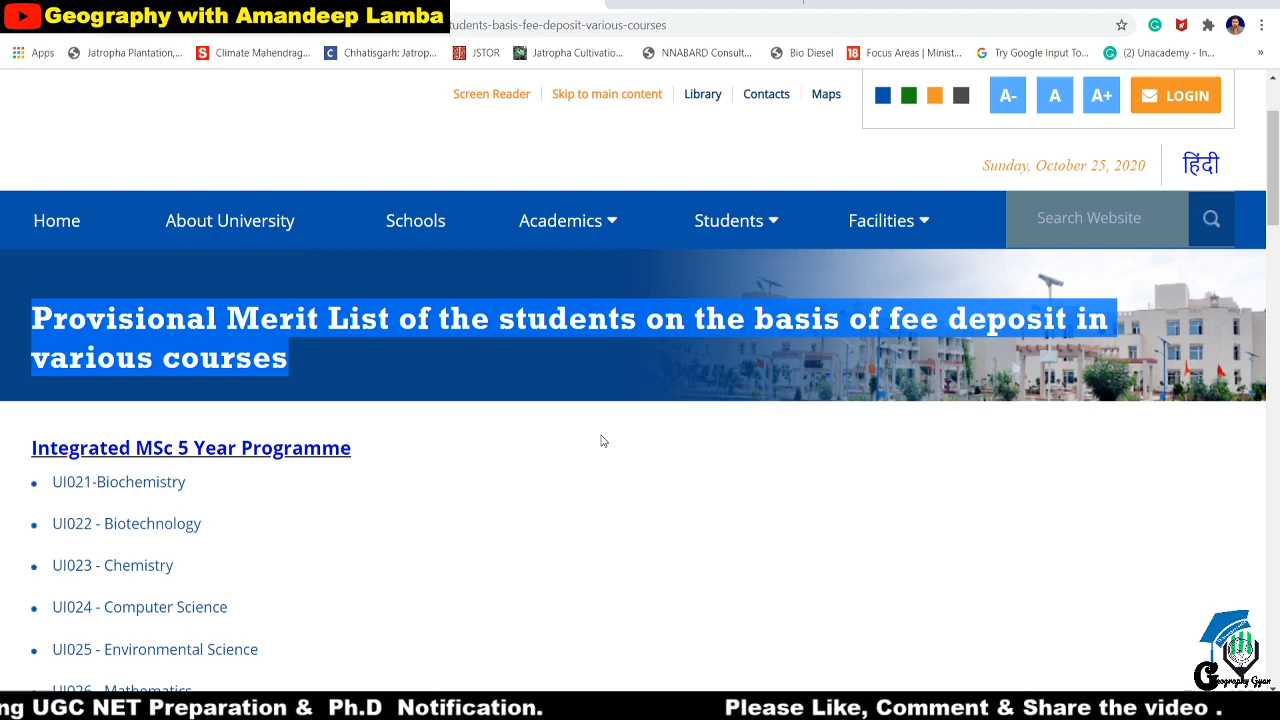 Geography with Amandeep Lamba
tudents-basis-fee-deposit-various-courses
Apps Jatropha Plantation,... Climate Mahendrag... Chhatisgarh: Jatrop... JSTOR Jatropha Cultivatio... NNABARD Consult... Bio Diesel 18 Focus Areas | Minist... Try Google Input To... (2) Unacademy - In... »
Screen Reader Skip to main content Library Contacts Maps A- A A+ LOGIN
Sunday, October 25, 2020 हिंदी
Home About University Schools Academics Students Facilities Search Website
Provisional Merit List of the students on the basis of fee deposit in
various courses
Integrated MSc 5 Year Programme
UI021-Biochemistry
UI022 - Biotechnology
UI023 - Chemistry
UI024 - Computer Science
UI025 - Environmental Science
UI026 - Mathematics
Geography Gyan
ng UGC NET Preparation & Ph.D Notification. Please Like, Comment & Share the video .